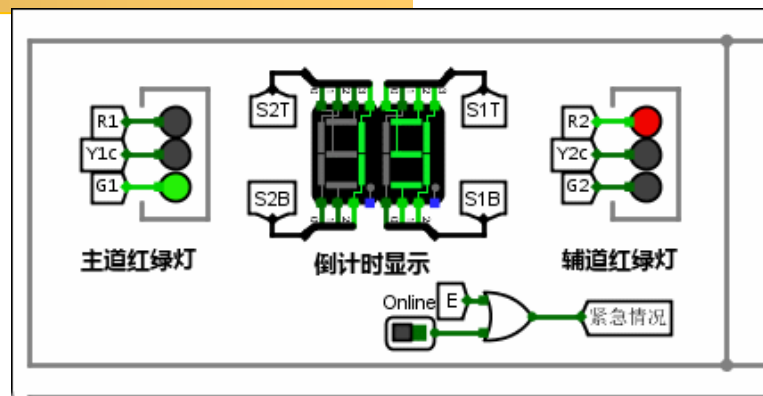 S2T
S1T
R1
Y1c
G1
R2
Y2c
G2
S2B
S1B
主道红绿灯
倒计时显示
辅道红绿灯
Online
E
紧急情况